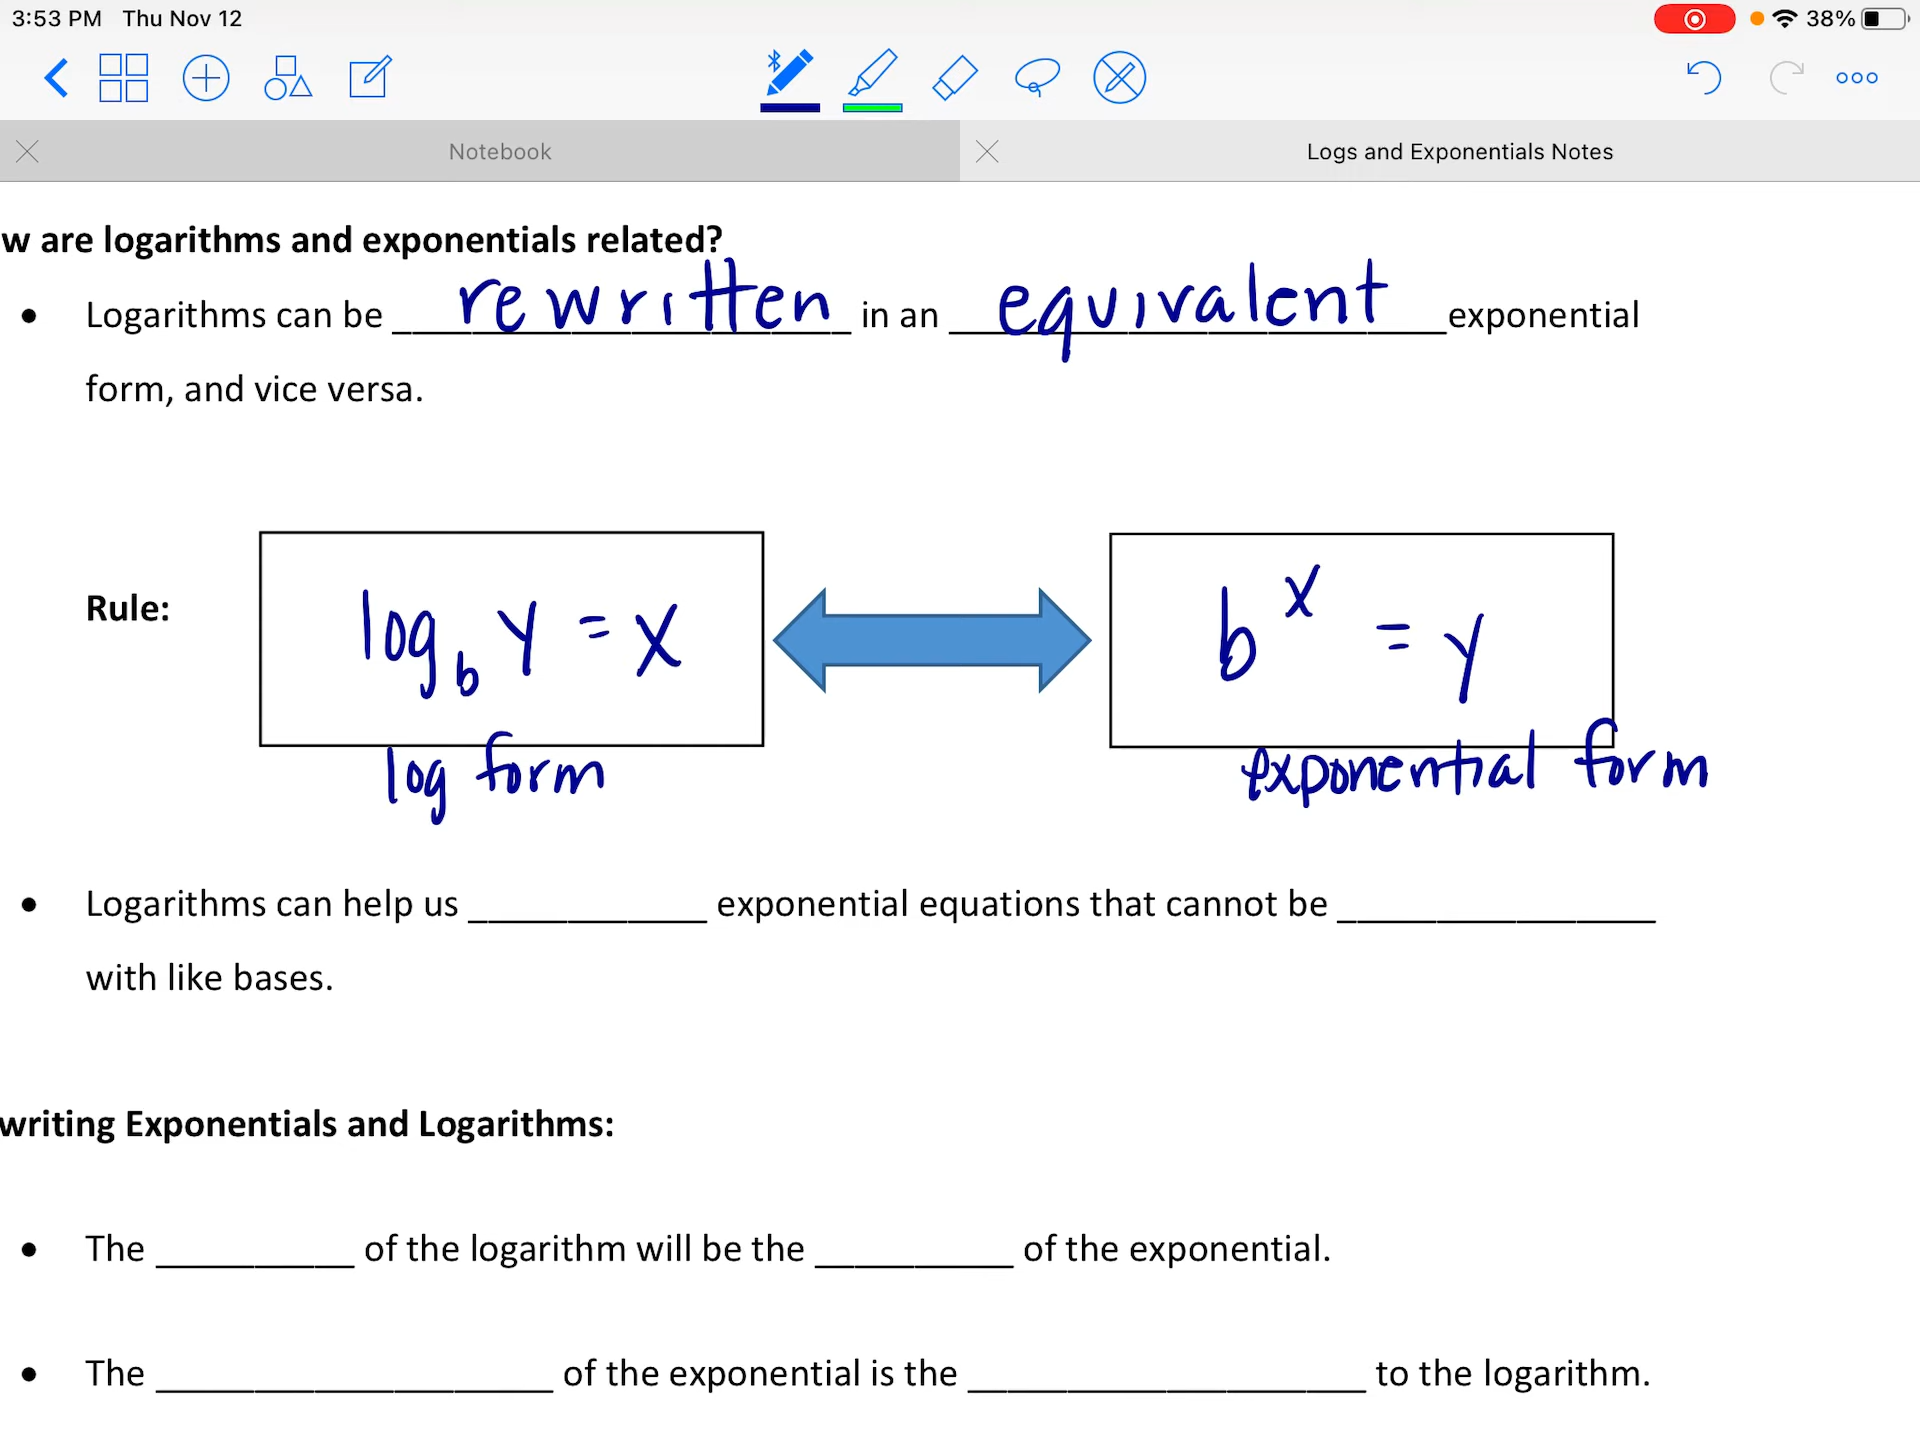 3:53 PM Thu Nov 12 38%
Notebook Logs and Exponentials Notes
w are logarithms and exponentials related?
• Logarithms can be rewritten in an equivalent exponential
form, and vice versa.
Rule: log_b y = x b^x = y
log form exponential form
• Logarithms can help us ____________ exponential equations that cannot be ________________
with like bases.
writing Exponentials and Logarithms:
• The __________ of the logarithm will be the __________ of the exponential.
• The ____________________ of the exponential is the ____________________ to the logarithm.